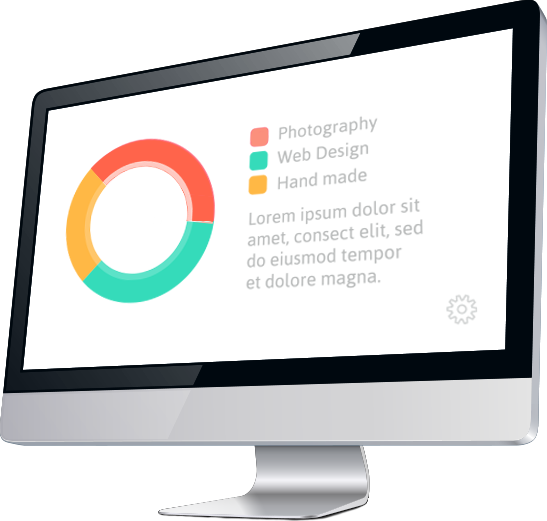 Photography
Web Design
Hand made
Lorem ipsum dolor sit
amet, consect elit, sed
do eiusmod tempor
et dolore magna.